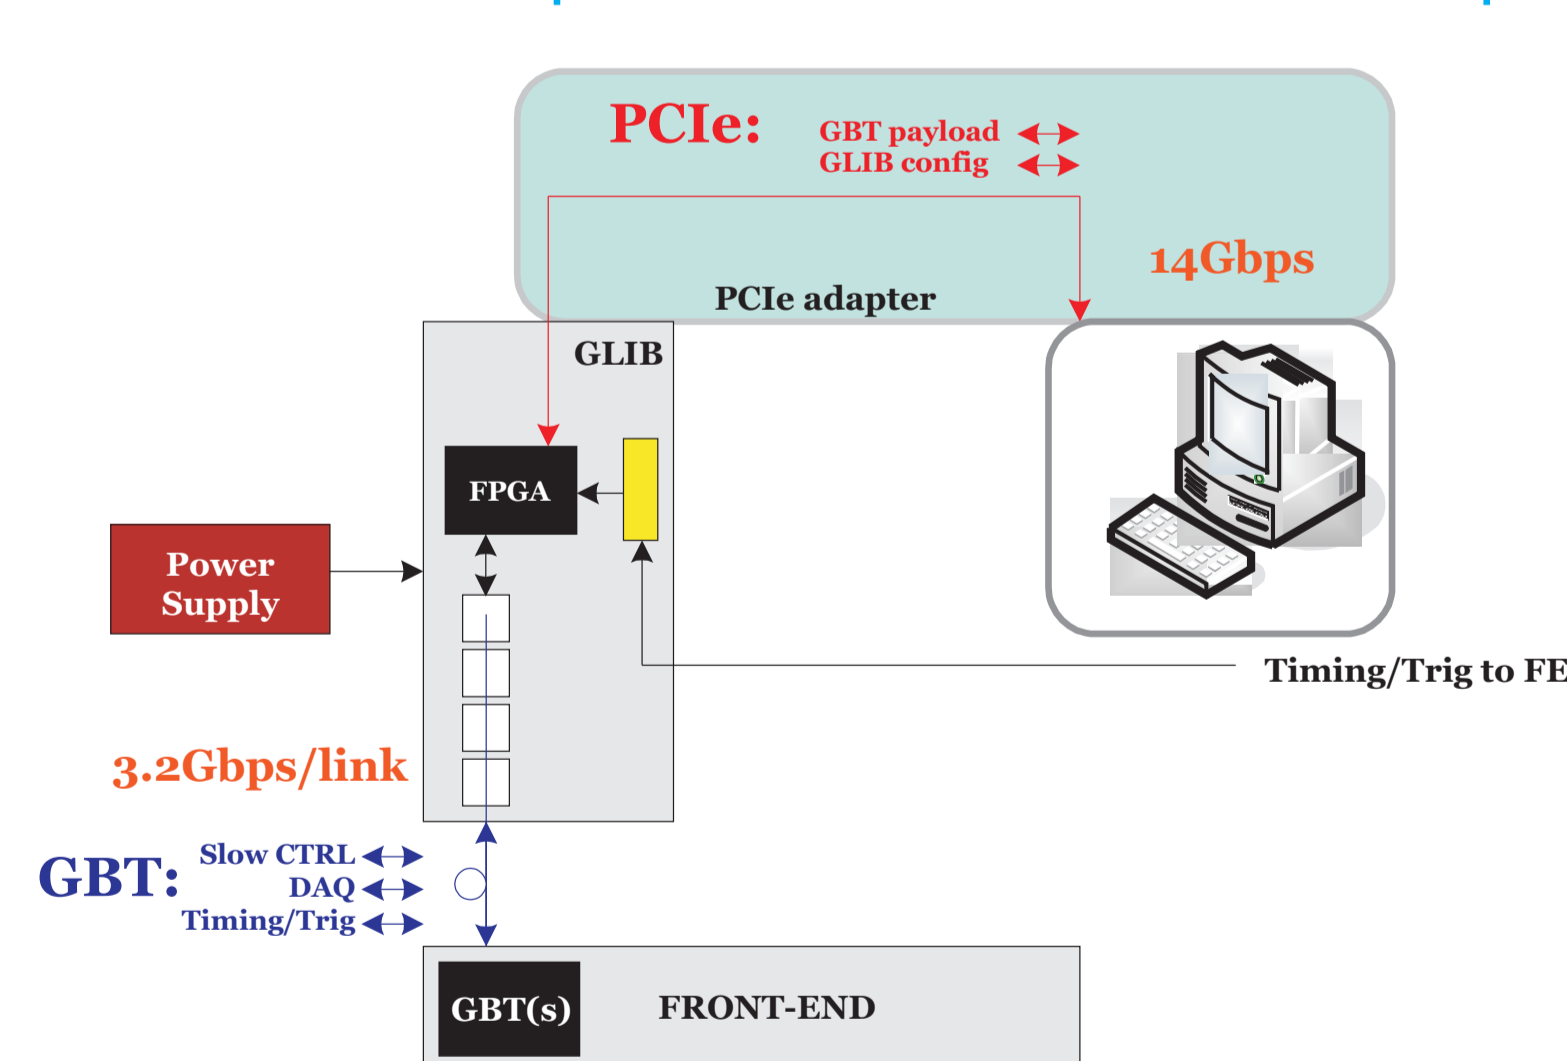 PCIe:
GBT payload
GLIB config
14Gbps
PCIe adapter
GLIB
FPGA
Power
Supply
Timing/Trig to FE
3.2Gbps/link
GBT:
Slow CTRL
DAQ
Timing/Trig
GBT(s)
FRONT-END